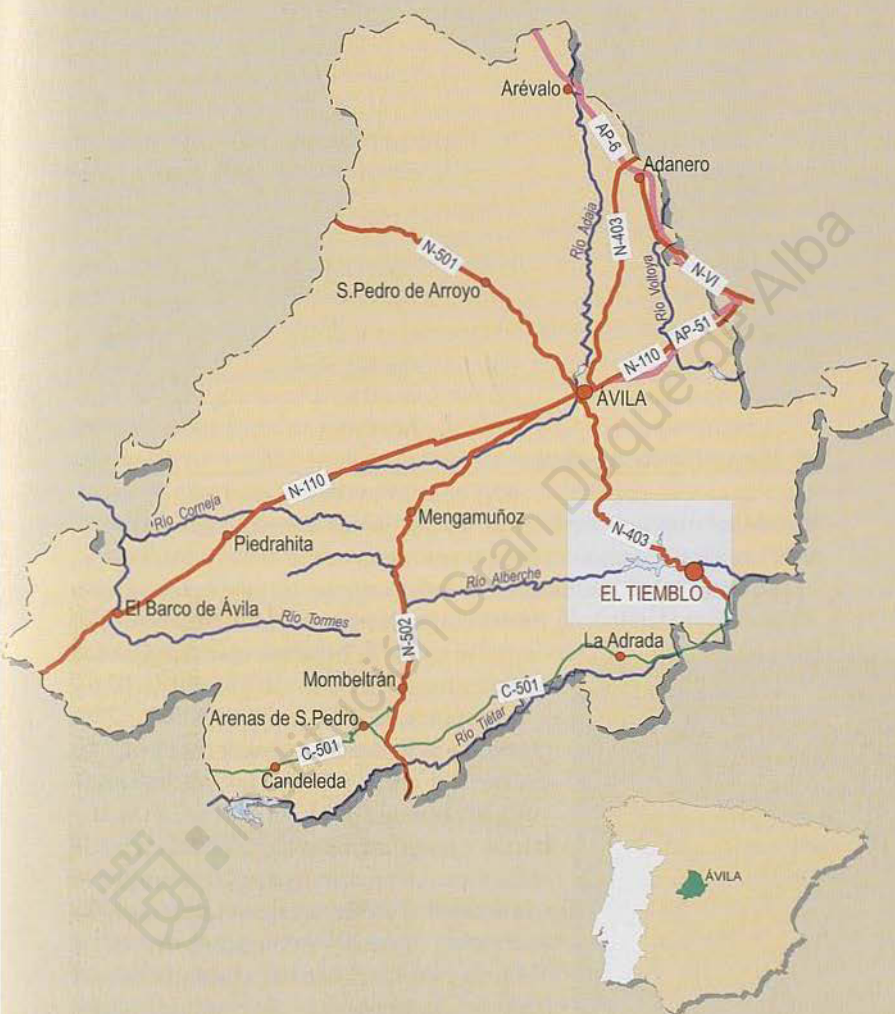 Arévalo
AP-6
Adanero
Río Adaja
N-403
N-501
Río Voltoya
N-VI
S.Pedro de Arroyo
AP-51
N-110
ÁVILA
N-110
Río Corneja
Mengamuñoz
Piedrahita
N-403
Río Alberche
EL TIEMBLO
El Barco de Ávila
Río Tormes
N-502
La Adrada
Mombeltrán
C-501
Arenas de S.Pedro
Río Tiétar
C-501
Candeleda
ÁVILA
Institución Gran Duque de Alba